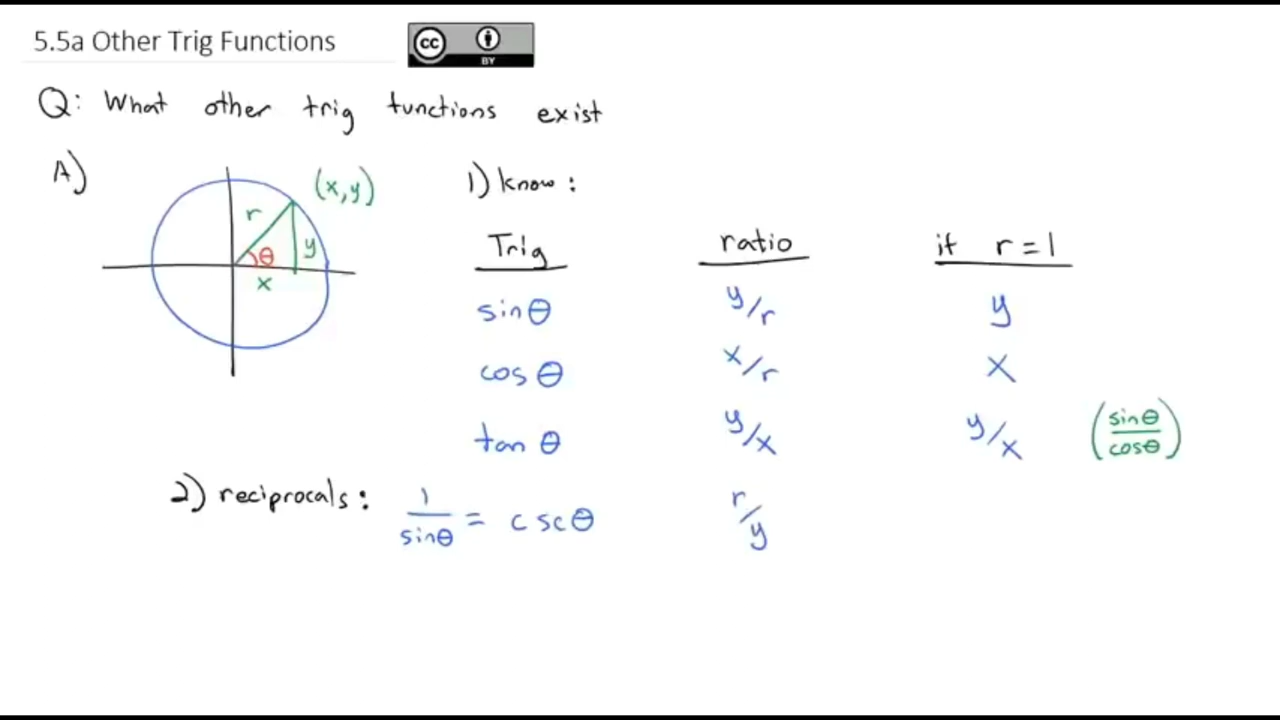 5.5a Other Trig Functions
cc BY
Q: What other trig functions exist
A)
(x,y)
r
θ
y
x
1) know:
Trig ratio if r=1
sinθ y/r y
cosθ x/r x
tanθ y/x y/x (sinθ/cosθ)
2) reciprocals: 1/sinθ = cscθ r/y